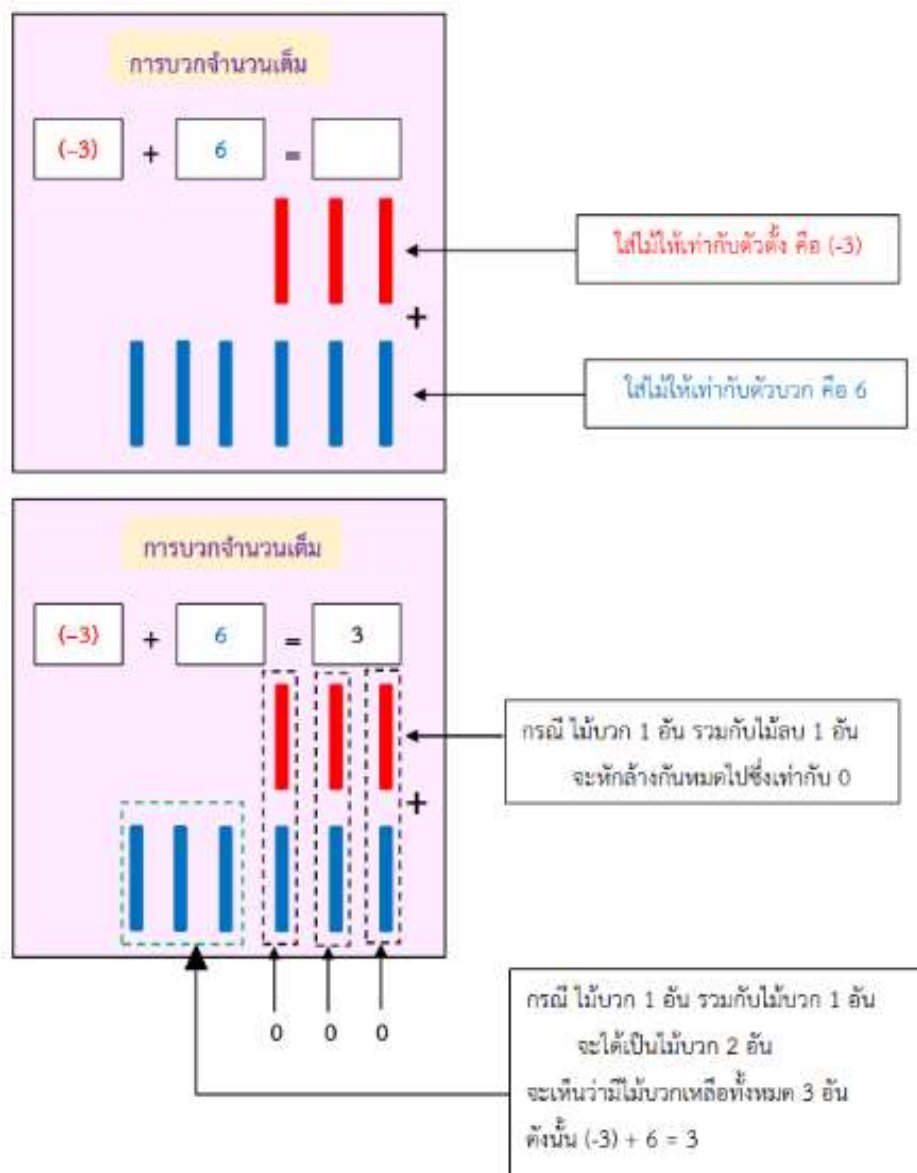 การบวกจำนวนเต็ม
(-3) + 6 =
ใส่ไม้ให้เท่ากับตัวตั้ง คือ (-3)
+
ใส่ไม้ให้เท่ากับตัวบวก คือ 6
การบวกจำนวนเต็ม
(-3) + 6 = 3
กรณี ไม้บวก 1 อัน รวมกับไม้ลบ 1 อัน
จะหักล้างกันหมดไปซึ่งเท่ากับ 0
+
0 0 0
กรณี ไม้บวก 1 อัน รวมกับไม้บวก 1 อัน
จะได้เป็นไม้บวก 2 อัน
จะเห็นว่ามีไม้บวกเหลือทั้งหมด 3 อัน
ดังนั้น (-3) + 6 = 3